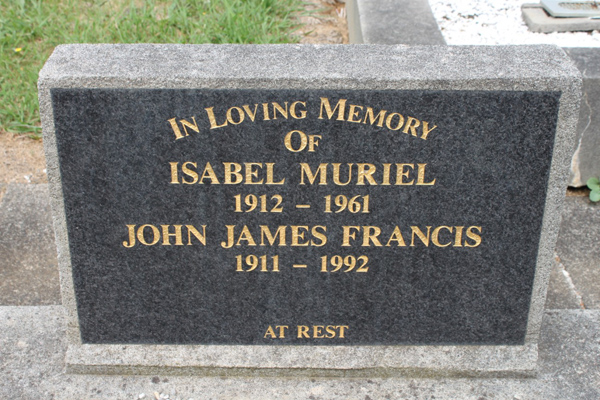 In Loving Memory
Of
ISABEL MURIEL
1912 – 1961
JOHN JAMES FRANCIS
1911 – 1992
AT REST